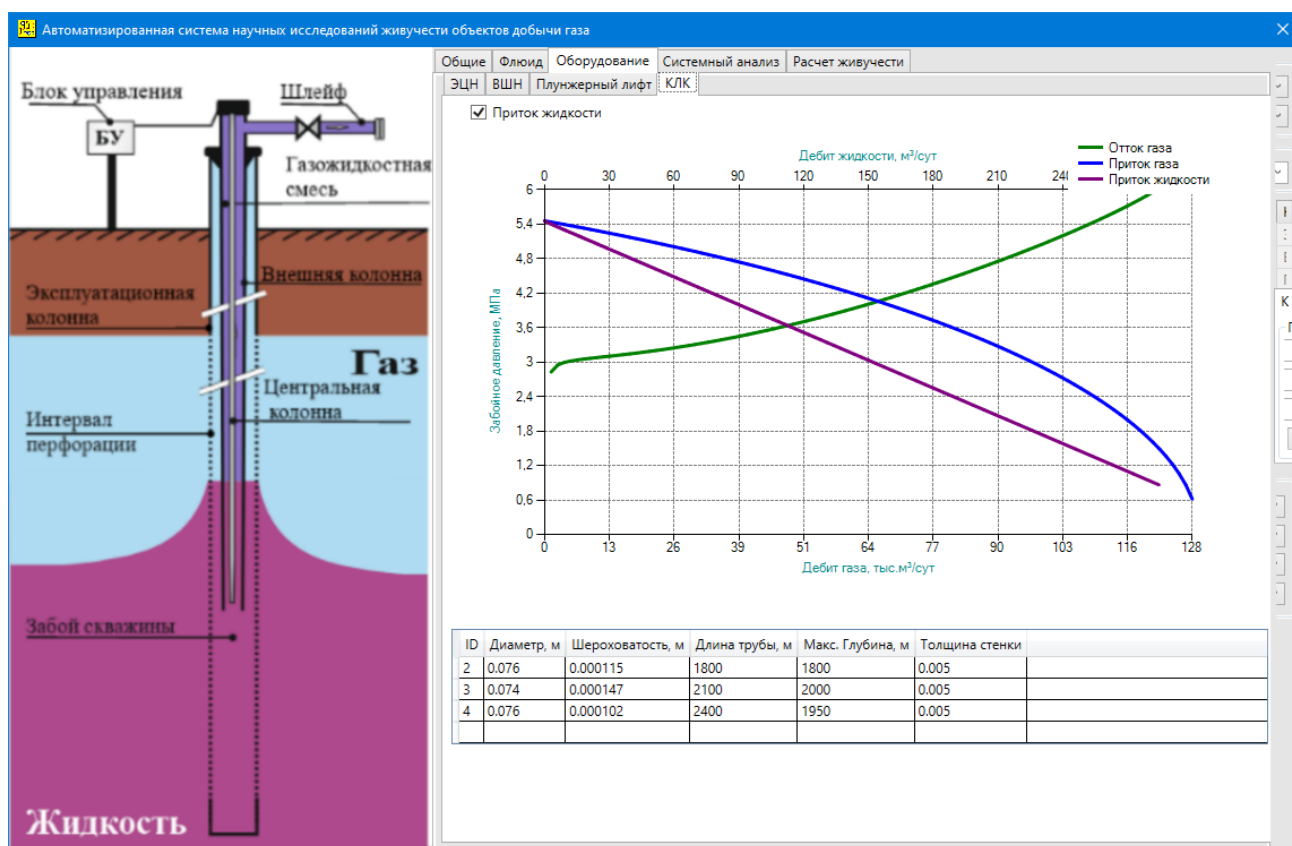 Автоматизированная система научных исследований живучести объектов добычи газа
Блок управления
Шлейф
БУ
Газожидкостная
смесь
Внешняя колонна
Эксплуатационная
колонна
Газ
Центральная
колонна
Интервал
перфорации
Забой скважины
Жидкость
Общие Флюид Оборудование Системный анализ Расчет живучести
ЭЦН ВШН Плунжерный лифт КЛК
Приток жидкости
Отток газа
Приток газа
Приток жидкости
Дебит жидкости, м³/сут
0 30 60 90 120 150 180 210 240
6
5,4
4,8
4,2
3,6
3
2,4
1,8
1,2
0,6
0
Забойное давление, МПа
0 13 26 39 51 64 77 90 103 116 128
Дебит газа, тыс.м³/сут
ID Диаметр, м Шероховатость, м Длина трубы, м Макс. Глубина, м Толщина стенки
2 0.076 0.000115 1800 1800 0.005
3 0.074 0.000147 2100 2000 0.005
4 0.076 0.000102 2400 1950 0.005